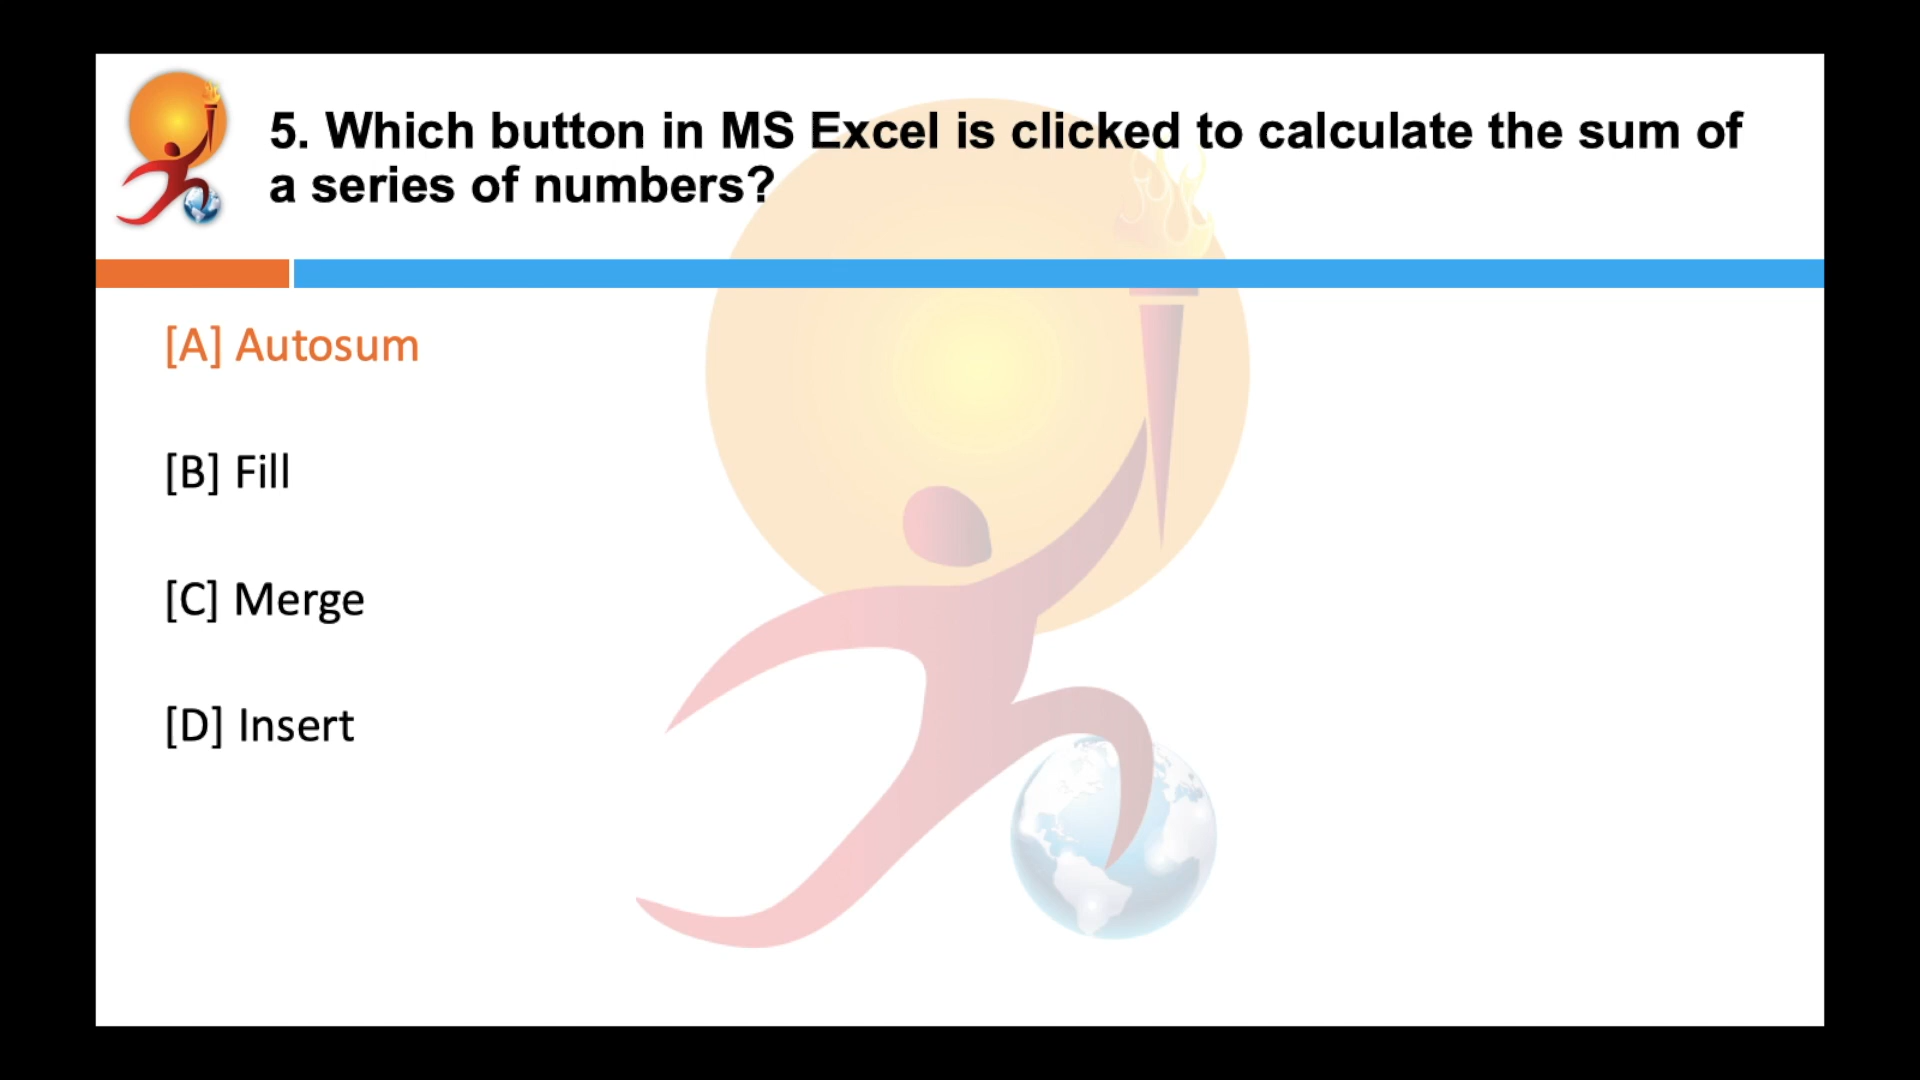 5. Which button in MS Excel is clicked to calculate the sum of
a series of numbers?
[A] Autosum
[B] Fill
[C] Merge
[D] Insert